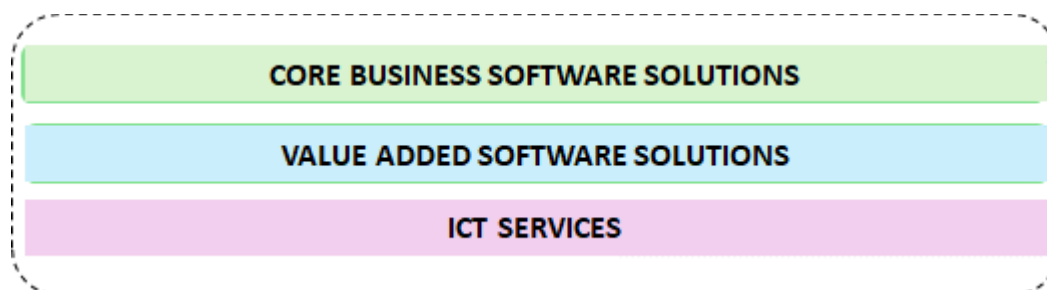 CORE BUSINESS SOFTWARE SOLUTIONS
VALUE ADDED SOFTWARE SOLUTIONS
ICT SERVICES